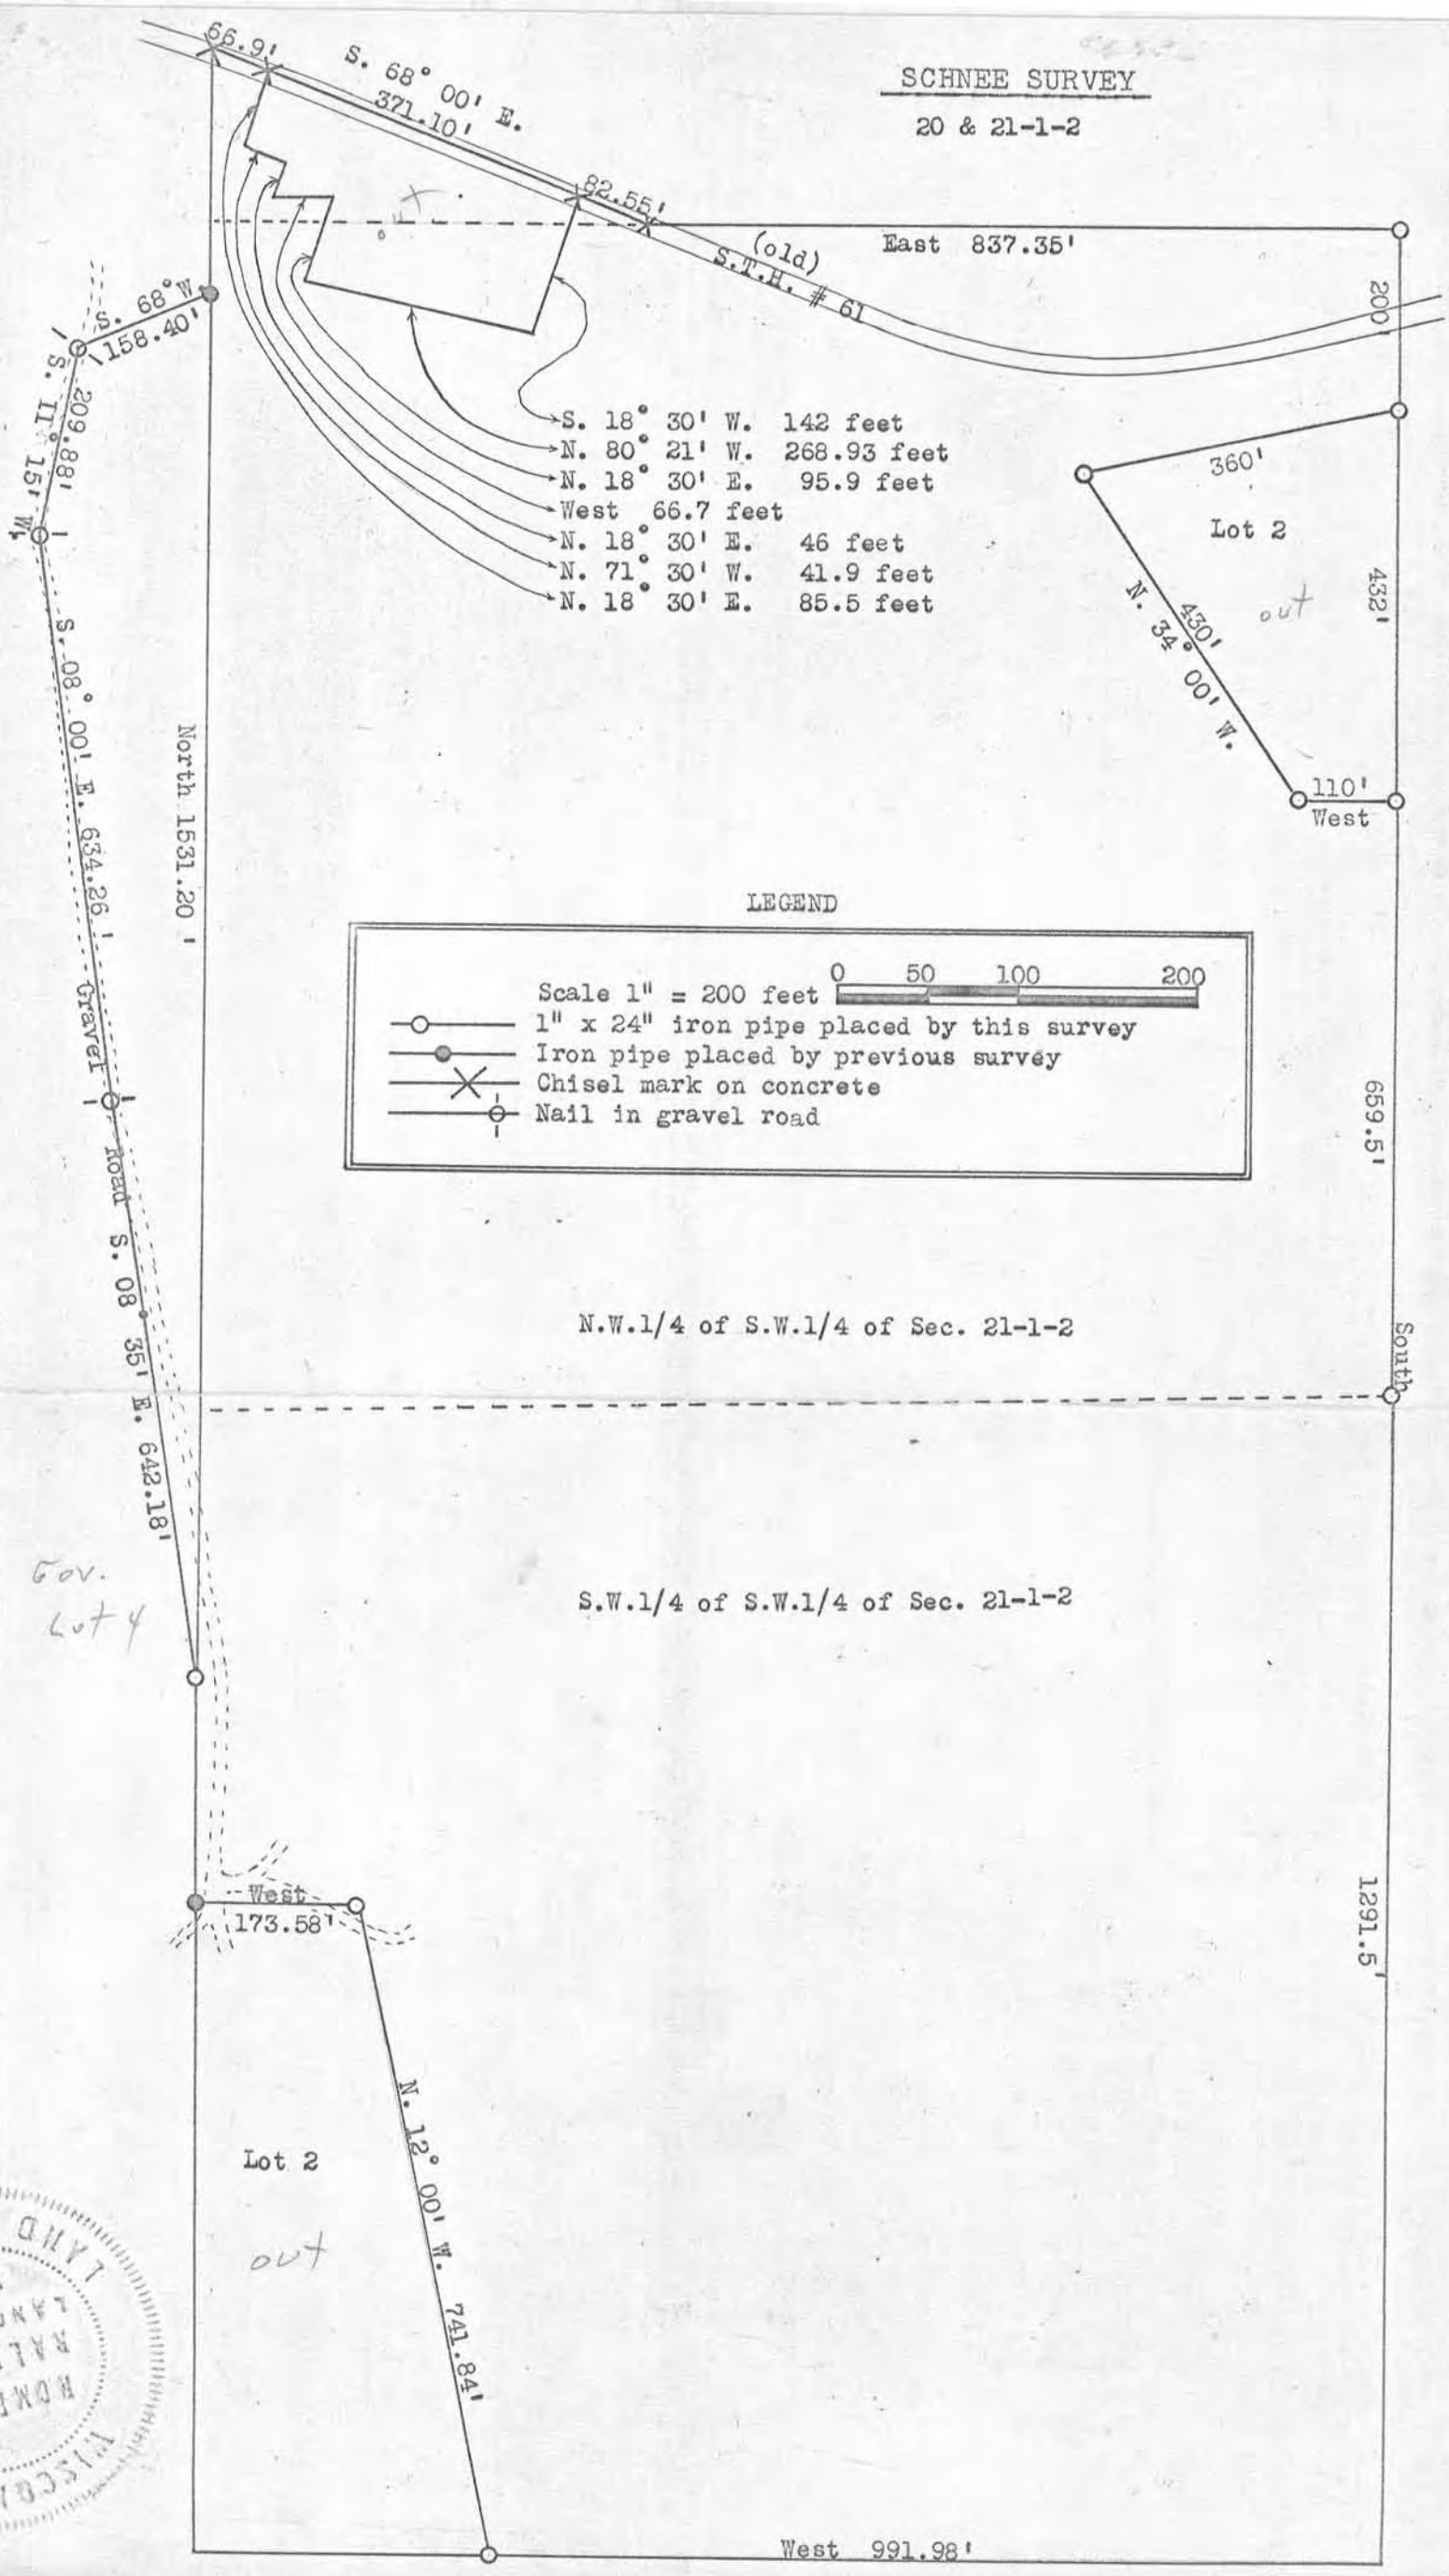 SCHNEE SURVEY
20 & 21-1-2
66.9'
S. 68° 00' E.
371.10'
82.55'
(old)
S.T.H. # 61
East 837.35'
200'
S. 68° W.
158.40'
209.88'
S. 11° 15' W.
S. 18° 30' W. 142 feet
N. 80° 21' W. 268.93 feet
N. 18° 30' E. 95.9 feet
West 66.7 feet
N. 18° 30' E. 46 feet
N. 71° 30' W. 41.9 feet
N. 18° 30' E. 85.5 feet
360'
Lot 2
out
432'
430'
N. 34° 00' W.
110'
West
S. 08° 00' E. 634.26'
North 1531.20 '
Gravel Road
LEGEND
Scale 1" = 200 feet
0 50 100 200
1" x 24" iron pipe placed by this survey
Iron pipe placed by previous survey
Chisel mark on concrete
Nail in gravel road
659.5'
S. 08° 35' E. 642.18'
N.W.1/4 of S.W.1/4 of Sec. 21-1-2
South
Gov.
Lot 4
S.W.1/4 of S.W.1/4 of Sec. 21-1-2
West
173.58'
1291.5'
N. 12° 00' W. 741.84'
Lot 2
out
LAND
West 991.98'